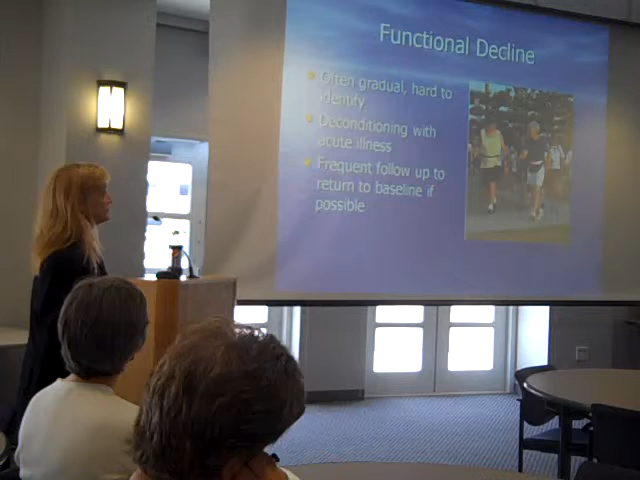 Functional Decline
Often gradual, hard to
identify
Deconditioning with
acute illness
Frequent follow up to
return to baseline if
possible